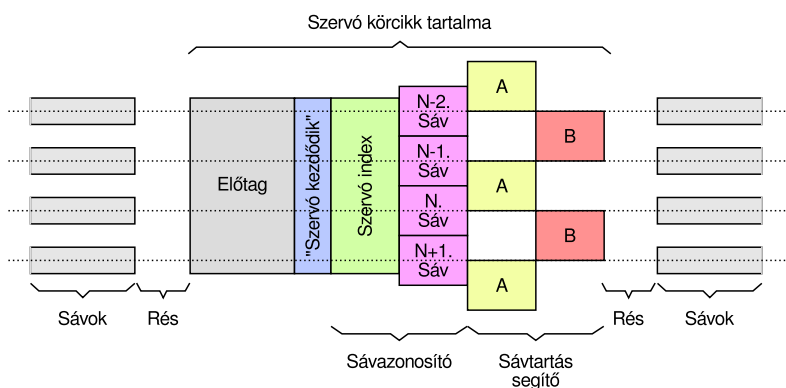 Szervó körcikk tartalma
Előtag
"Szervó kezdődik"
Szervó index
N-2.
Sáv
N-1.
Sáv
N.
Sáv
N+1.
Sáv
A
B
A
B
A
Sávok
Rés
Rés
Sávok
Sávazonosító
Sávtartás
segítő